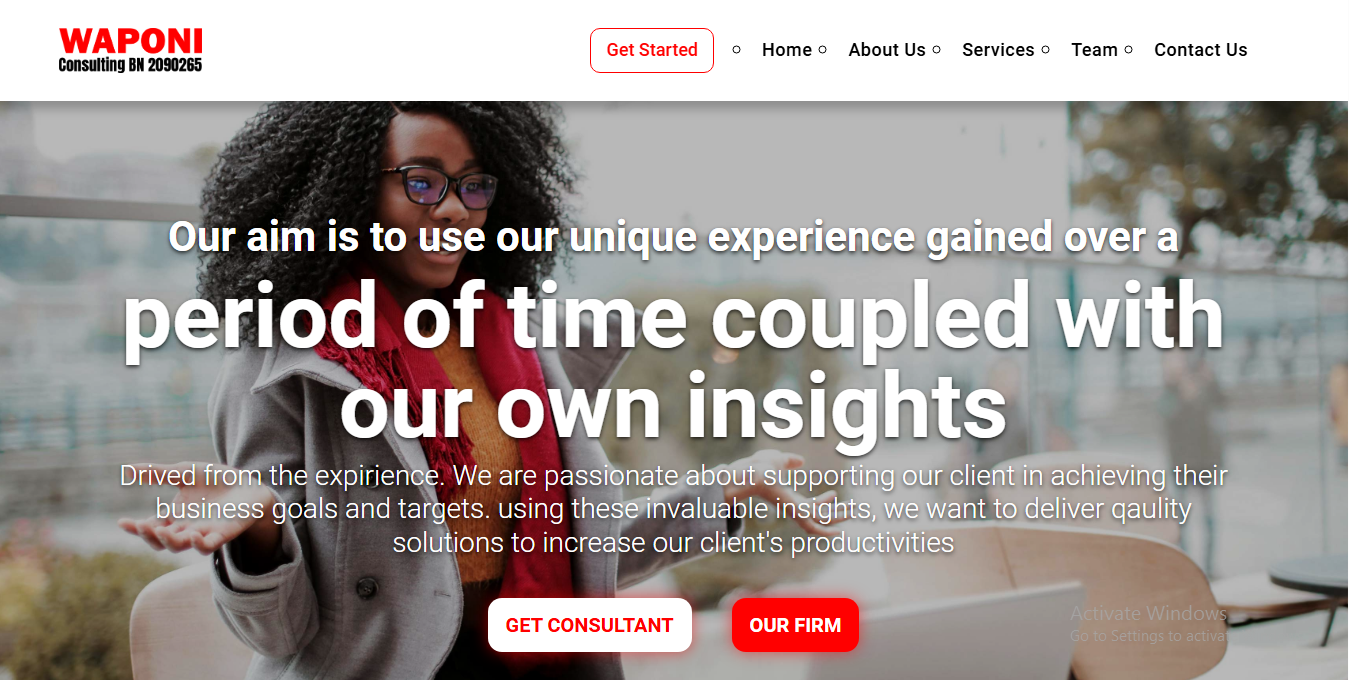 WAPONI
Consulting BN 2090265
Get Started
Home
About Us
Services
Team
Contact Us
Our aim is to use our unique experience gained over a
period of time coupled with
our own insights
Drived from the expirience. We are passionate about supporting our client in achieving their
business goals and targets. using these invaluable insights, we want to deliver qaulity
solutions to increase our client's productivities
GET CONSULTANT
OUR FIRM
Activate Windows
Go to Settings to activa